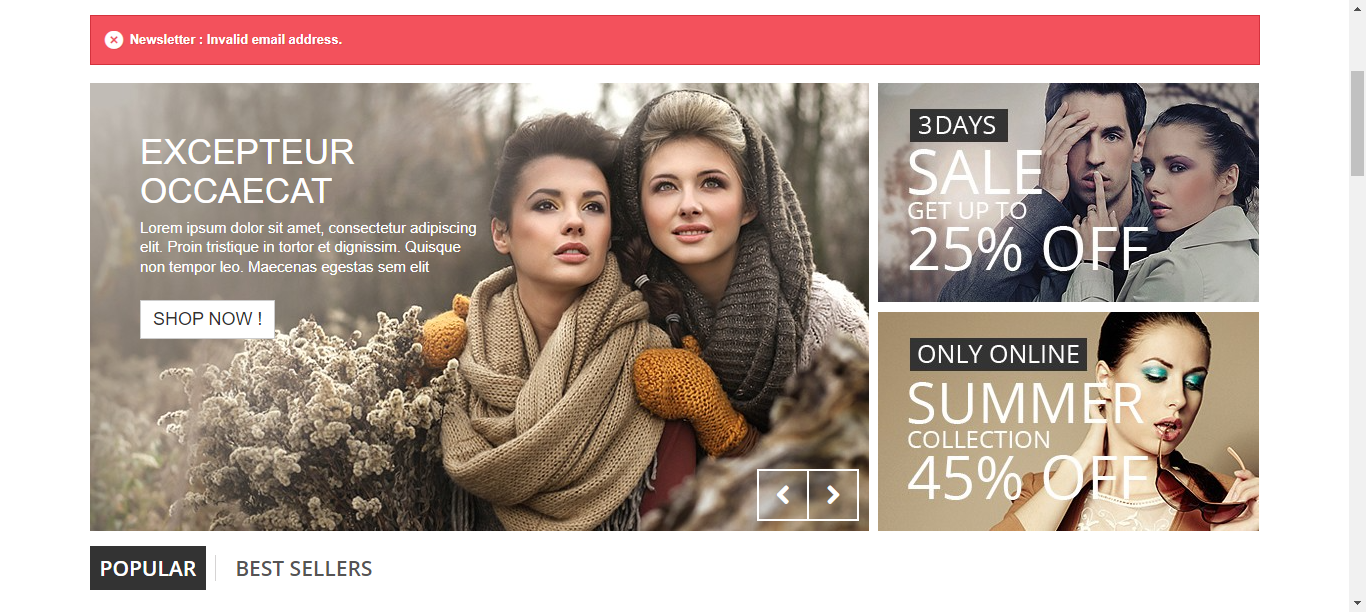 Newsletter : Invalid email address.
EXCEPTEUR
OCCAECAT
Lorem ipsum dolor sit amet, consectetur adipiscing
elit. Proin tristique in tortor et dignissim. Quisque
non tempor leo. Maecenas egestas sem elit
SHOP NOW !
3 DAYS
SALE
GET UP TO
25% OFF
ONLY ONLINE
SUMMER
COLLECTION
45% OFF
POPULAR
BEST SELLERS